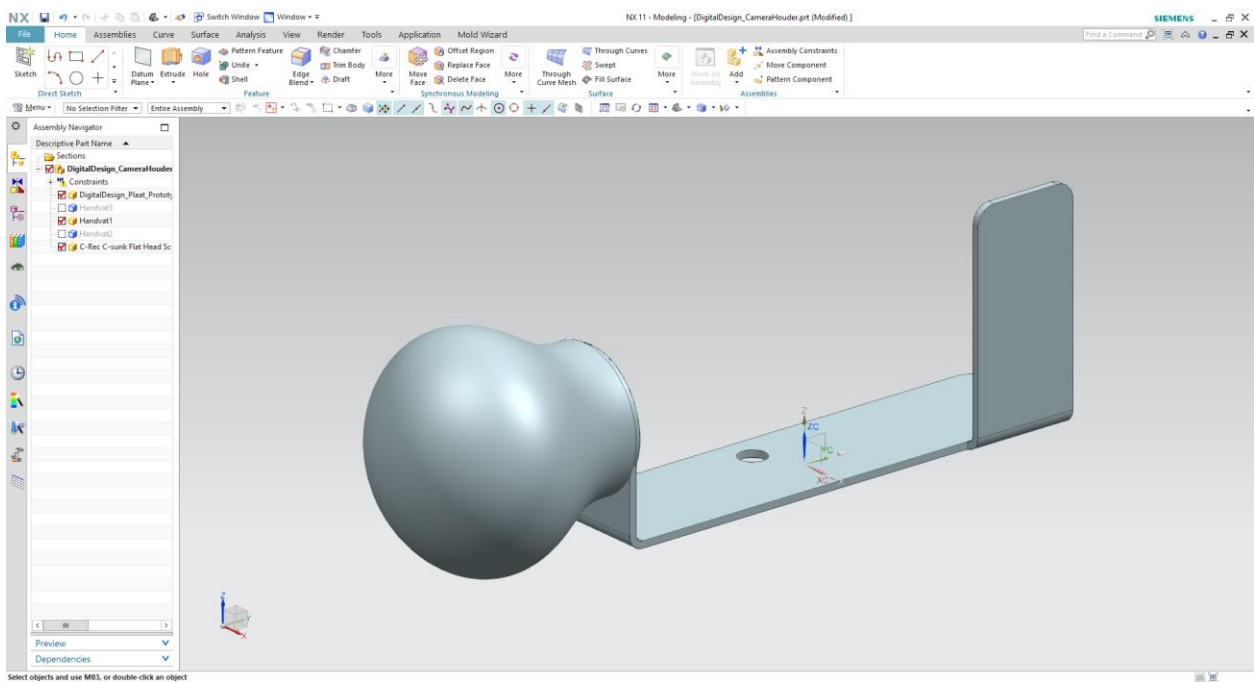 NX Switch Window Window NX 11 - Modeling - [DigitalDesign_CameraHouder.prt (Modified) ] SIEMENS
File Home Assemblies Curve Surface Analysis View Render Tools Application Mold Wizard Find a Command
Sketch Datum Plane Extrude Hole Pattern Feature Unite Shell Edge Blend Chamfer Trim Body Draft More Move Face Offset Region Replace Face Delete Face More Through Curve Mesh Through Curves Swept Fill Surface More Work on Assembly Add Assembly Constraints Move Component Pattern Component
Direct Sketch Feature Synchronous Modeling Surface Assemblies
Menu No Selection Filter Entire Assembly
Assembly Navigator
Descriptive Part Name
Sections
DigitalDesign_CameraHouder
Constraints
DigitalDesign_Plaat_Prototy
Handvat3
Handvat1
Handvat2
C-Rec C-sunk Flat Head Sc
Z
ZC
YC
XC
Z
Y
X
Preview
Dependencies
Select objects and use MB3, or double-click an object